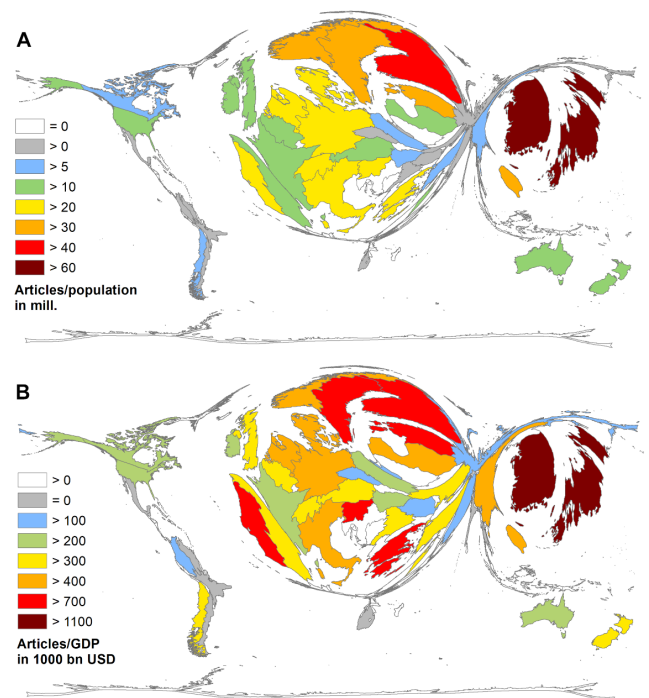 A
= 0
> 0
> 5
> 10
> 20
> 30
> 40
> 60
Articles/population
in mill.
B
> 0
= 0
> 100
> 200
> 300
> 400
> 700
> 1100
Articles/GDP
in 1000 bn USD